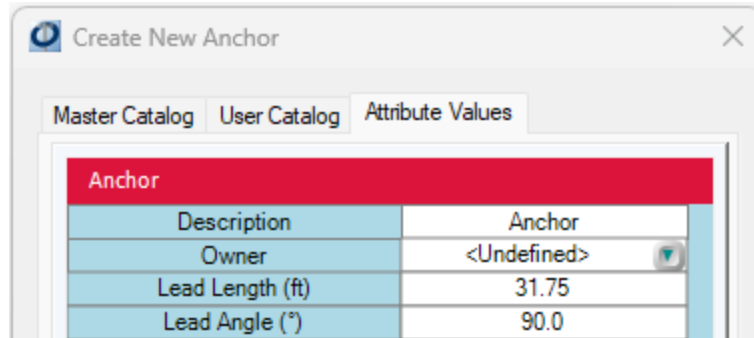 Create New Anchor
Master Catalog User Catalog Attribute Values
Anchor
Description Anchor
Owner <Undefined>
Lead Length (ft) 31.75
Lead Angle (°) 90.0